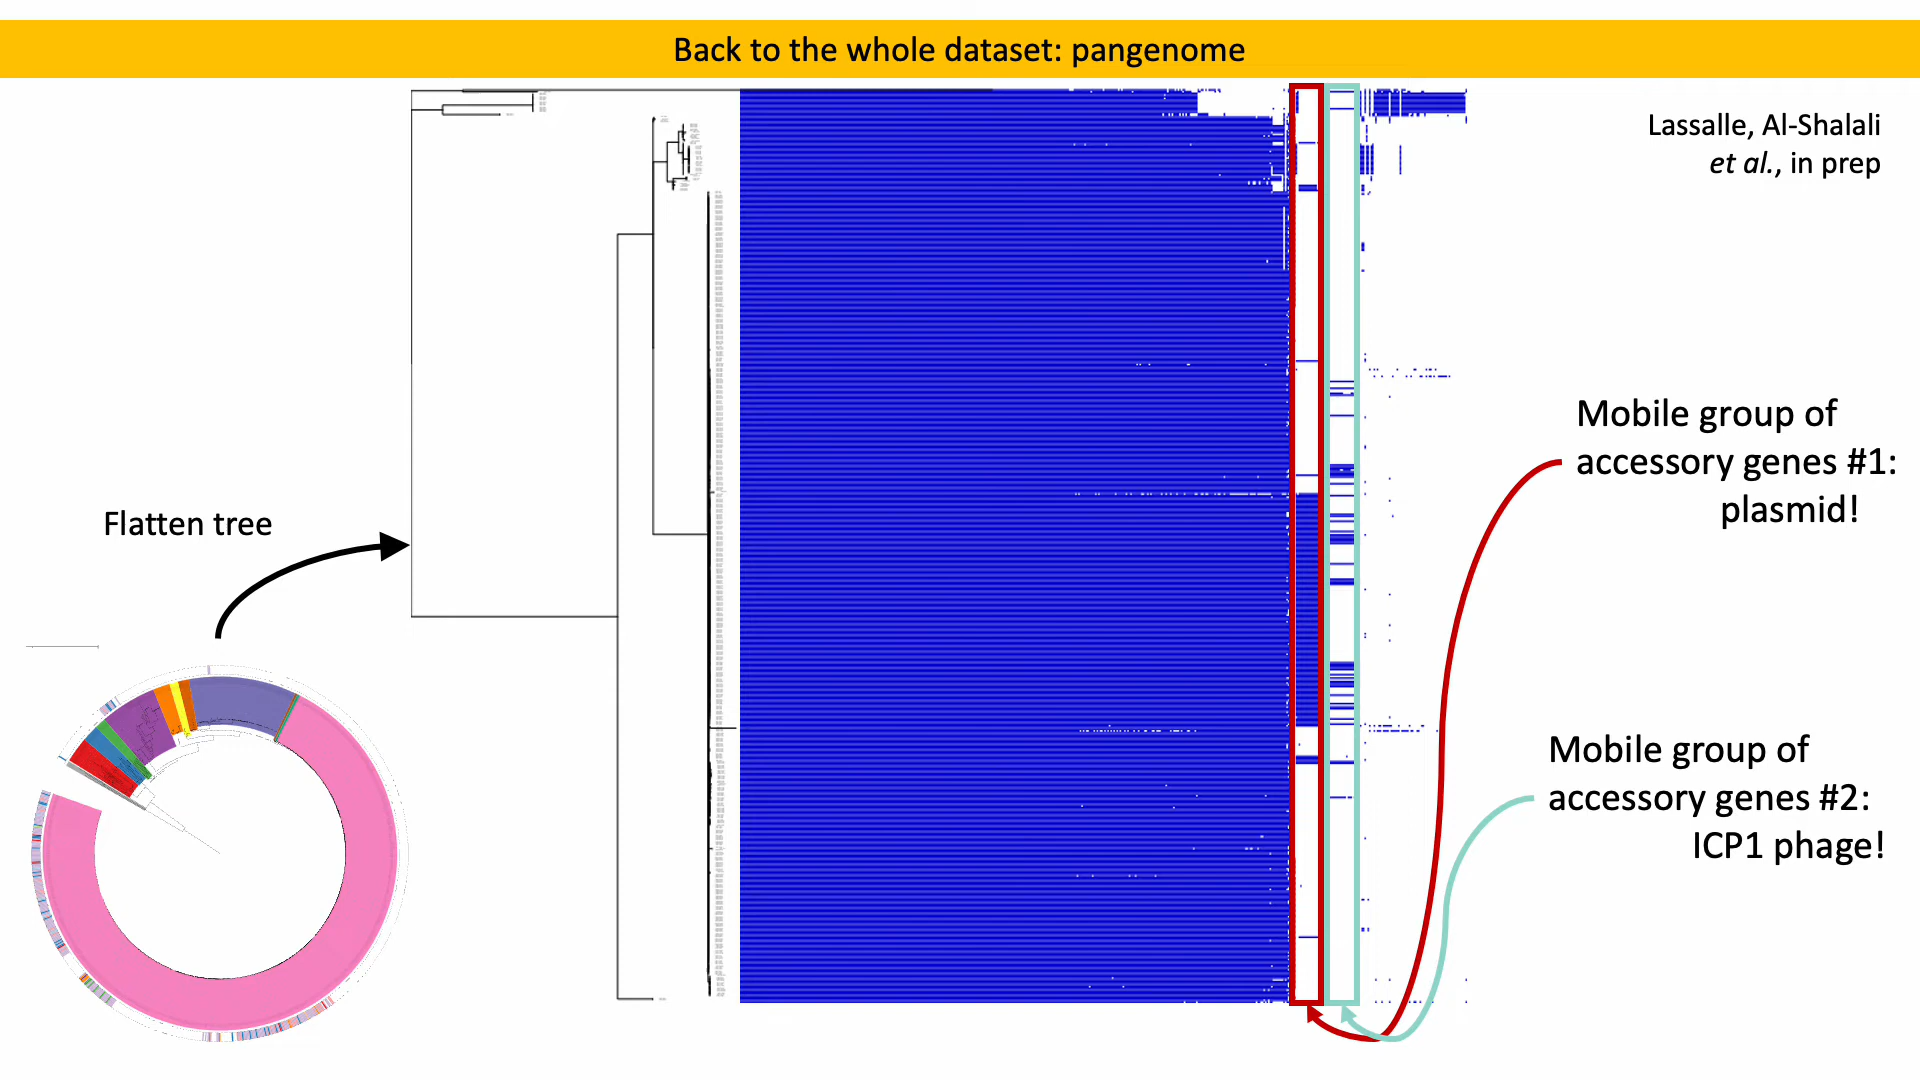 Back to the whole dataset: pangenome
Lassalle, Al-Shalali
et al., in prep
Mobile group of
accessory genes #1:
plasmid!
Flatten tree
Mobile group of
accessory genes #2:
ICP1 phage!